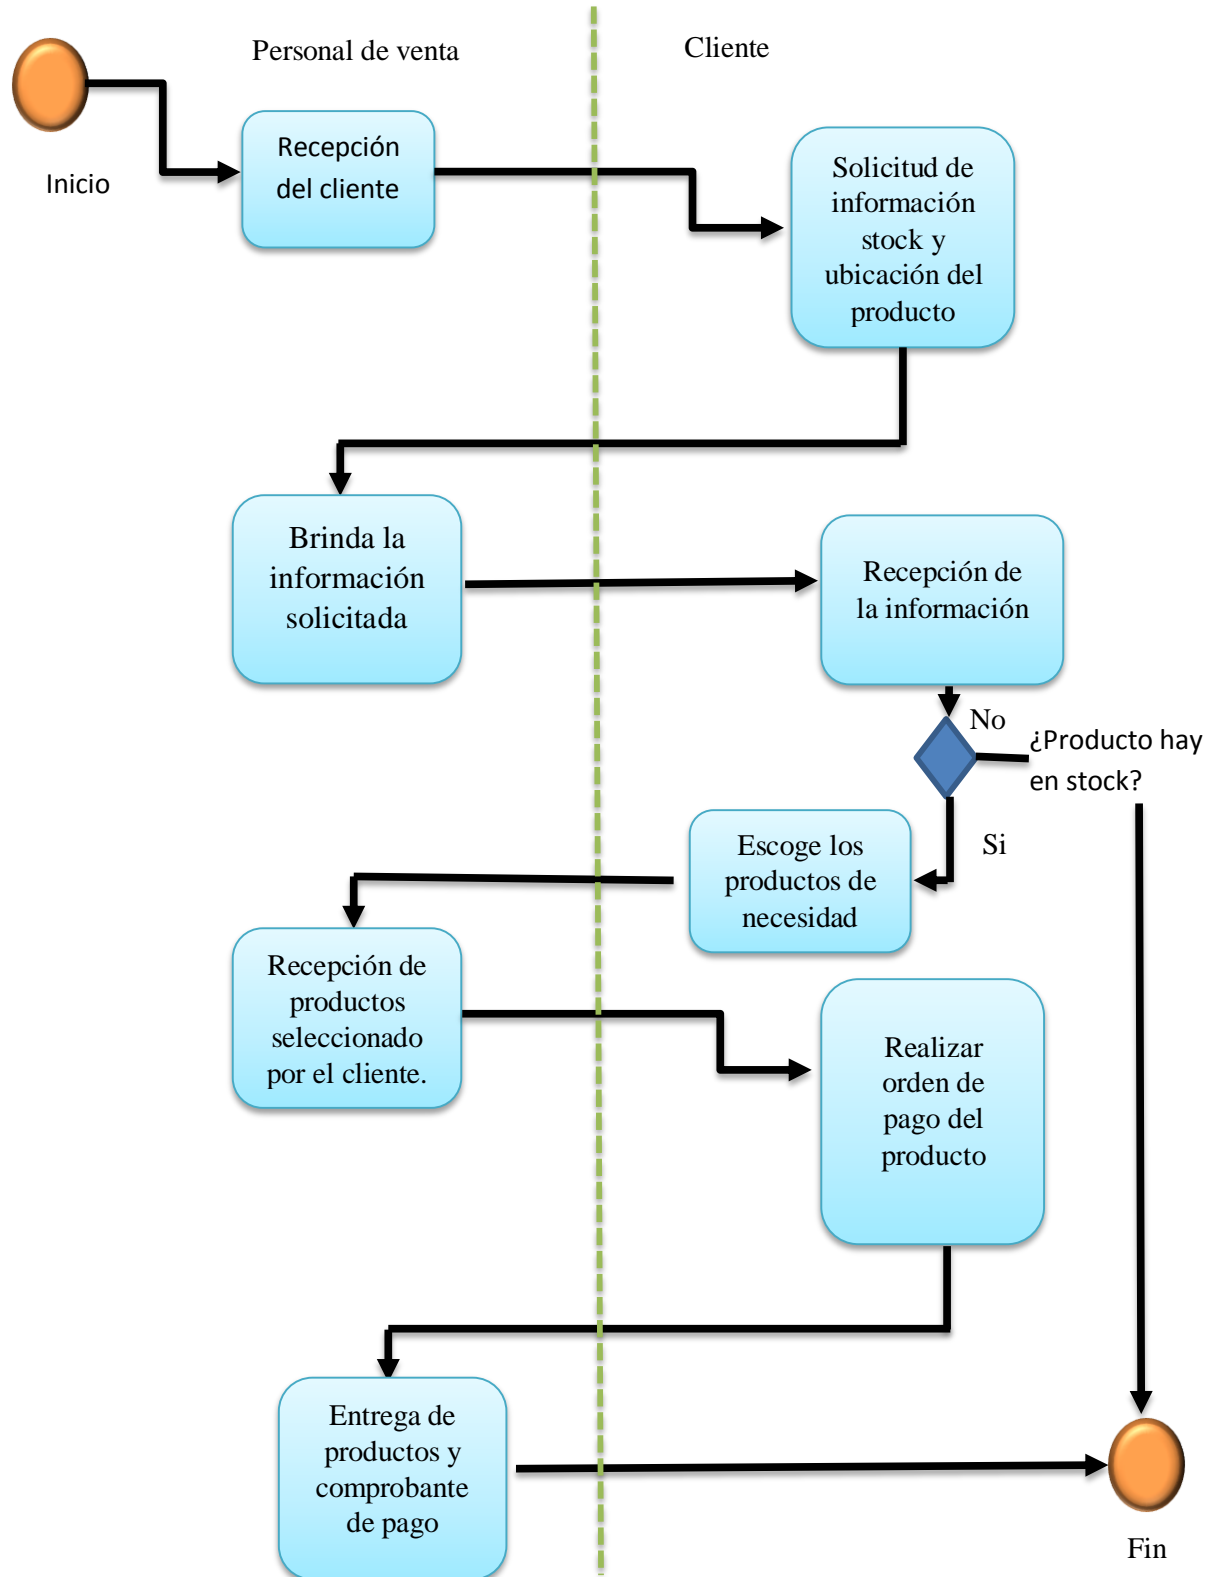 Personal de venta
Cliente
Inicio
Recepción
del cliente
Solicitud de
información
stock y
ubicación del
producto
Brinda la
información
solicitada
Recepción de
la información
No
¿Producto hay
en stock?
Si
Escoge los
productos de
necesidad
Recepción de
productos
seleccionado
por el cliente.
Realizar
orden de
pago del
producto
Entrega de
productos y
comprobante
de pago
Fin